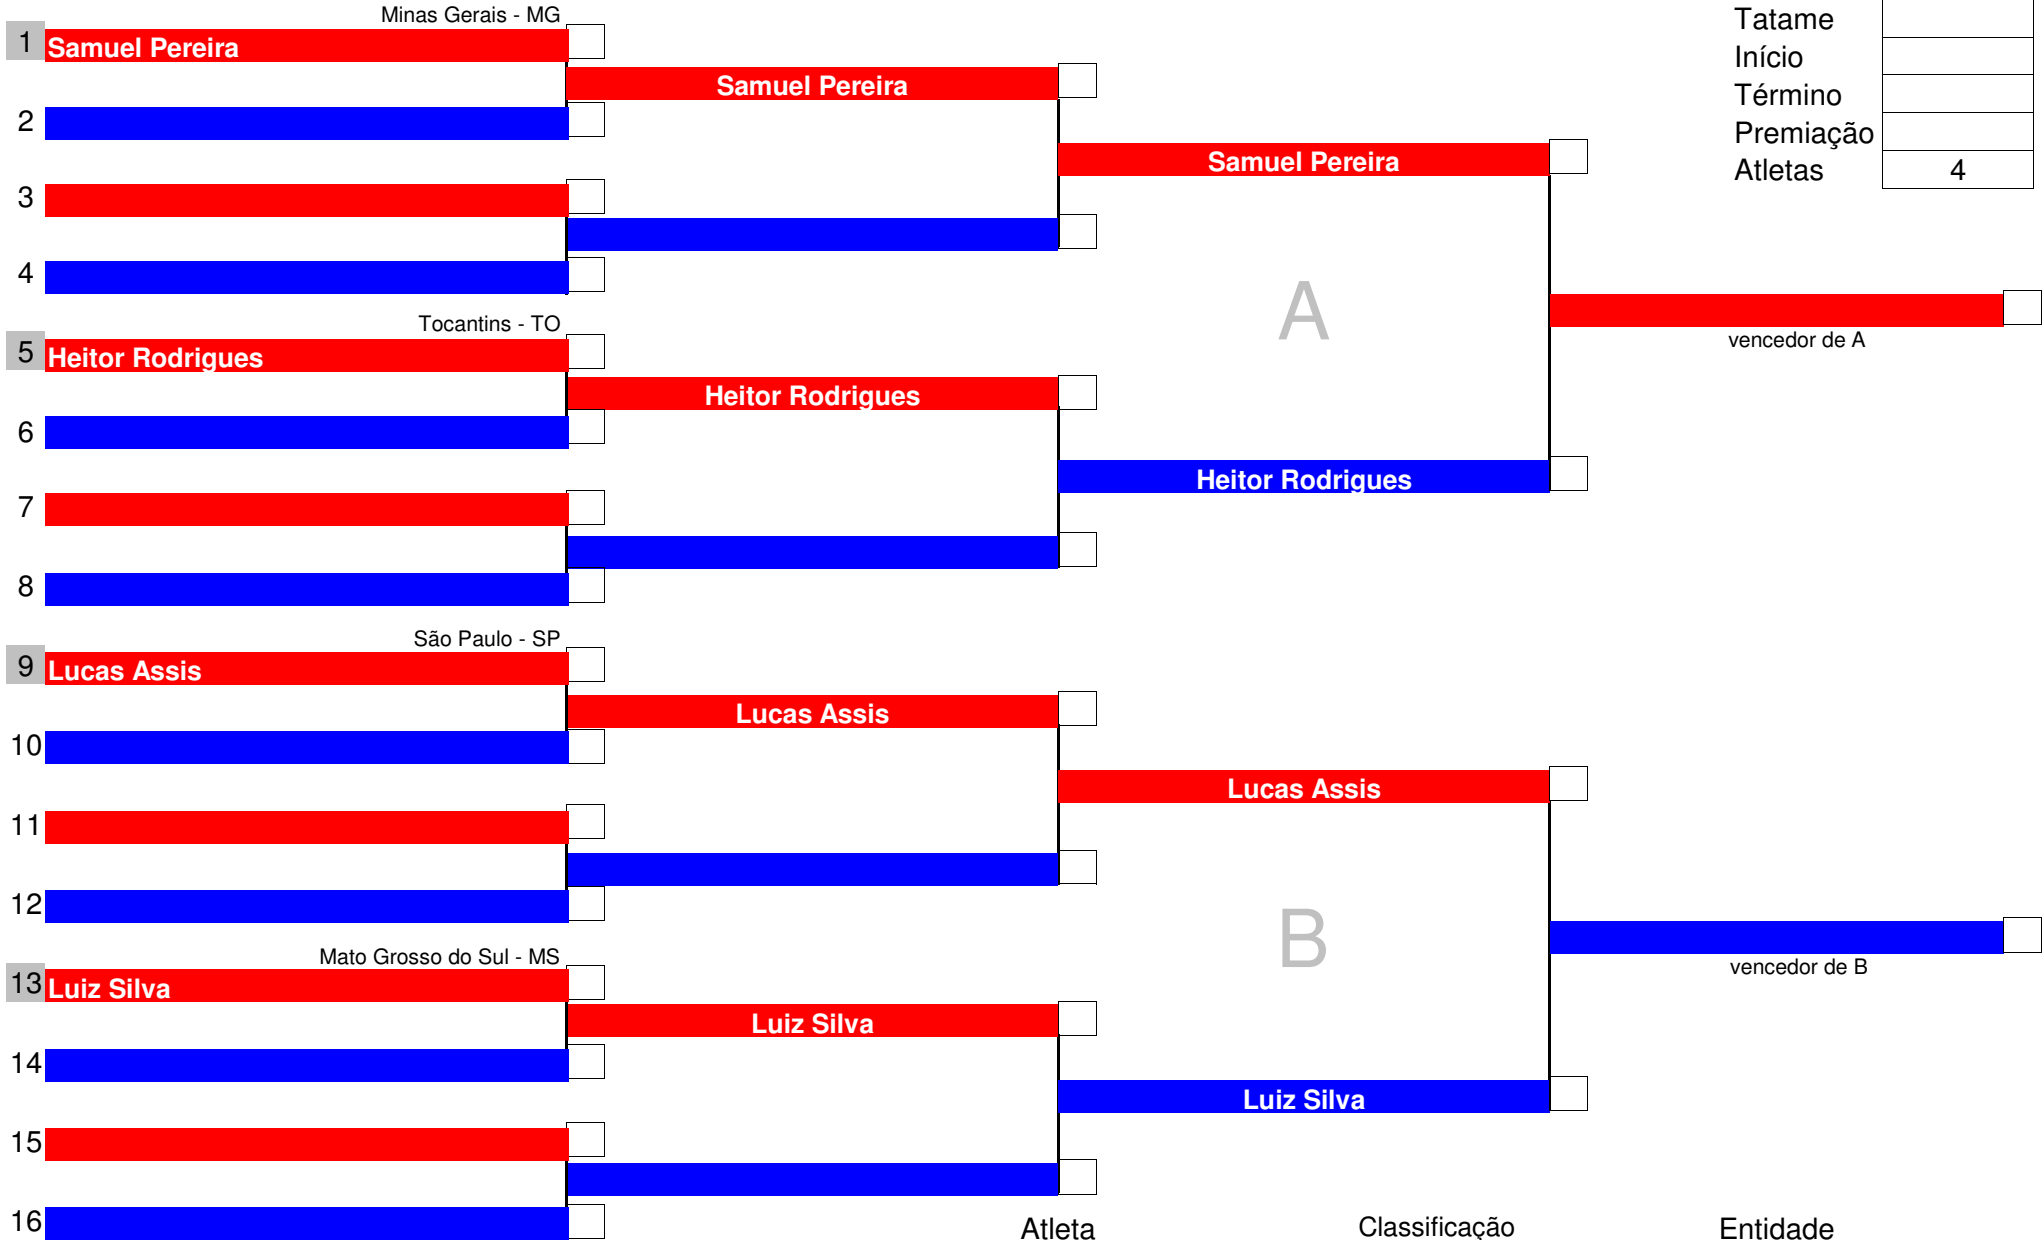 Minas Gerais - MG
Tatame
1 Samuel Pereira
Início
Samuel Pereira
Término
2
Premiação
Samuel Pereira
Atletas 4
3
4
A
Tocantins - TO
vencedor de A
5 Heitor Rodrigues
Heitor Rodrigues
6
Heitor Rodrigues
7
8
São Paulo - SP
9 Lucas Assis
Lucas Assis
10
Lucas Assis
11
12
B
Mato Grosso do Sul - MS
vencedor de B
13 Luiz Silva
Luiz Silva
14
Luiz Silva
15
16
Atleta Classificação Entidade